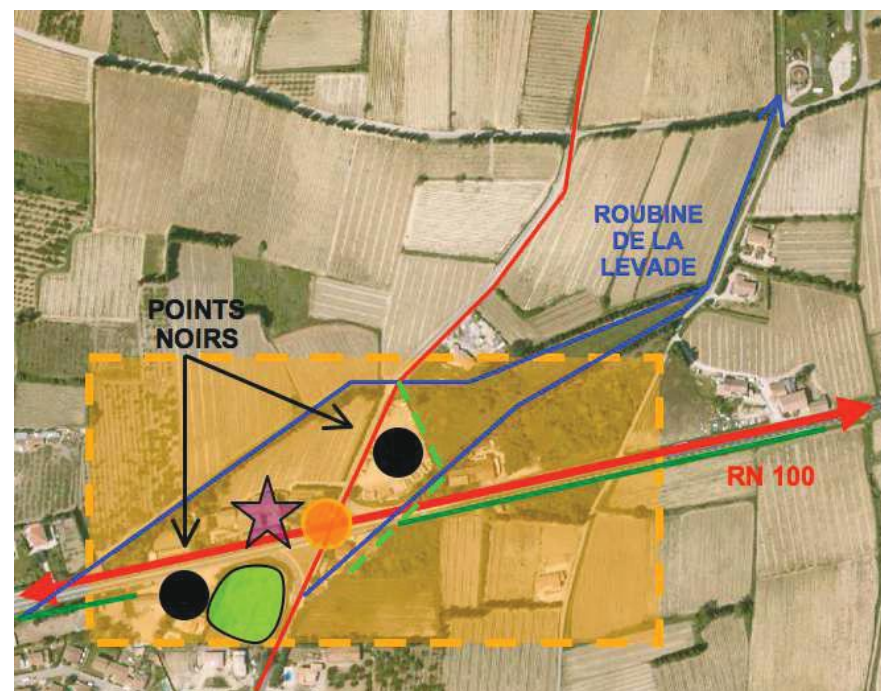 ROUBINE
DE LA
LEVADE
POINTS
NOIRS
RN 100